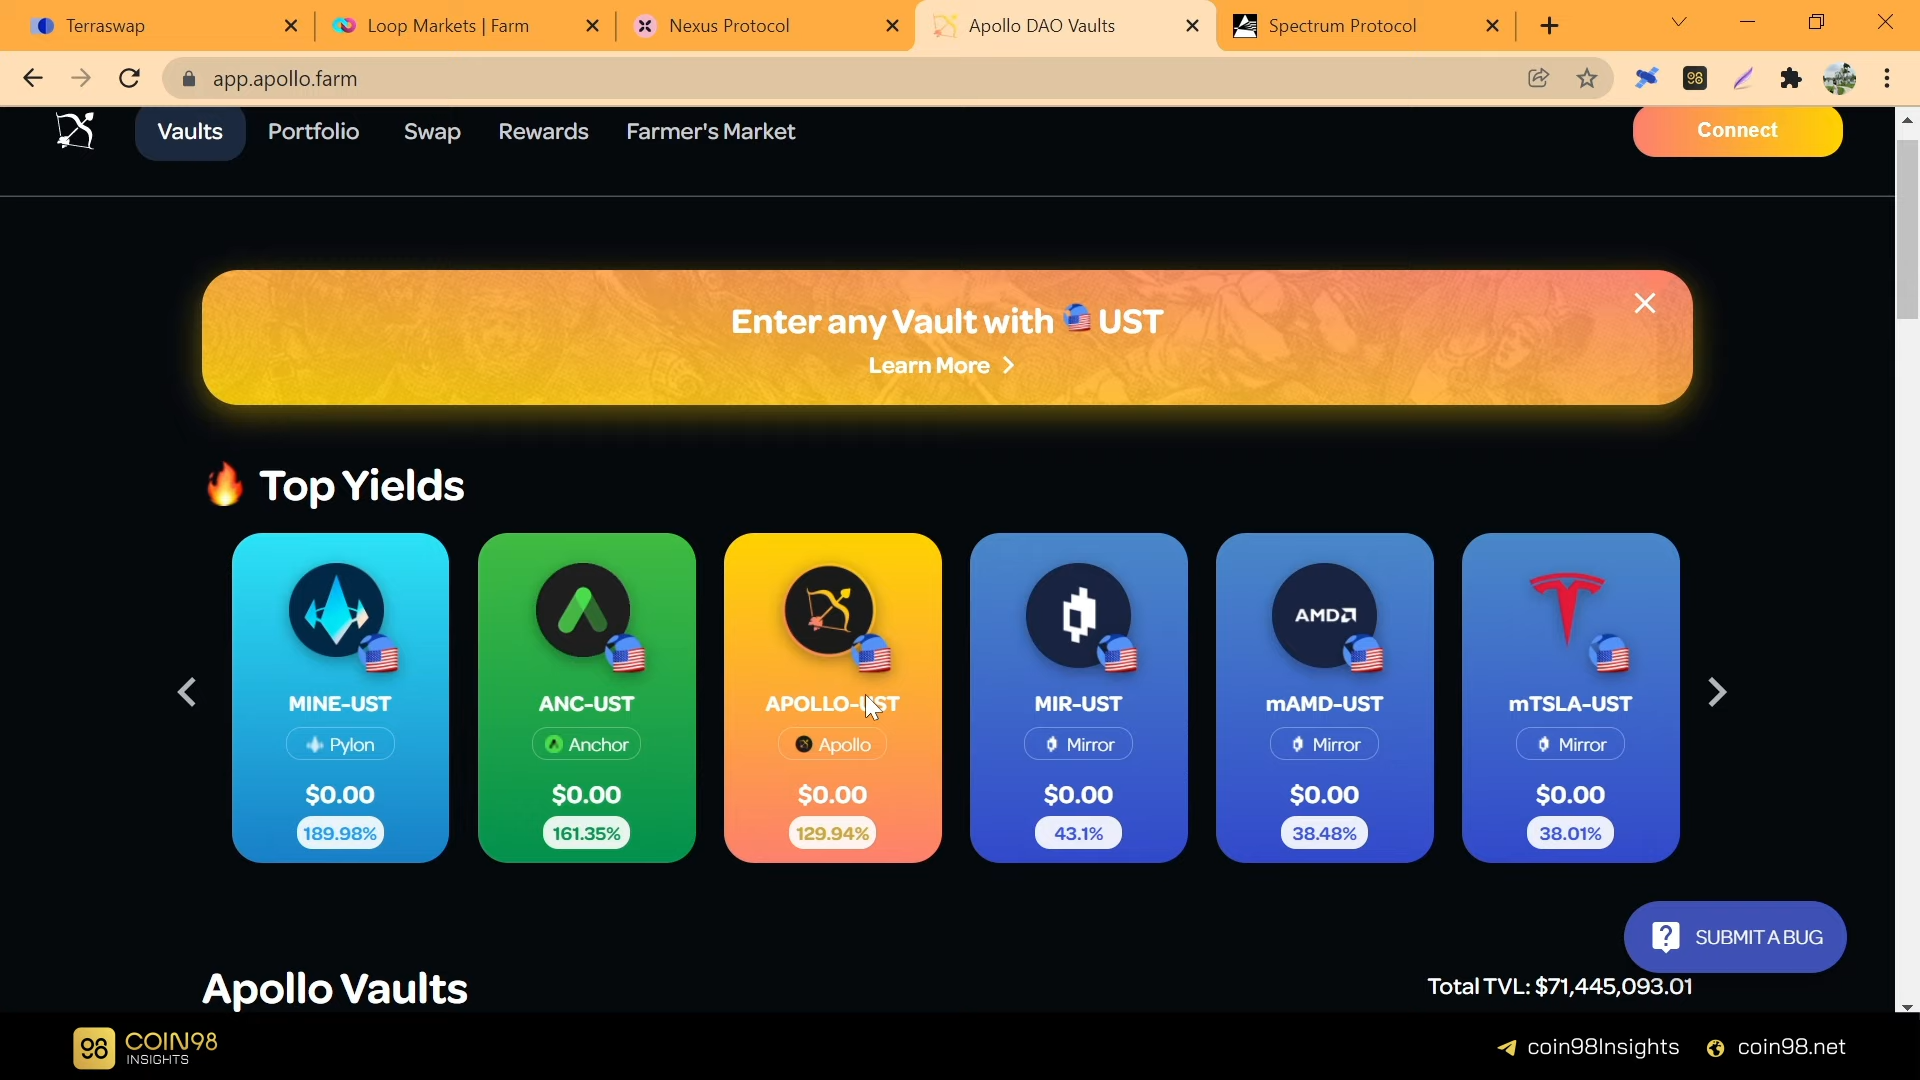 Terraswap
Loop Markets | Farm
Nexus Protocol
Apollo DAO Vaults
Spectrum Protocol
app.apollo.farm
98
Vaults
Portfolio
Swap
Rewards
Farmer's Market
Connect
Enter any Vault with UST
Learn More
Top Yields
MINE-UST
Pylon
$0.00
189.98%
ANC-UST
Anchor
$0.00
161.35%
APOLLO-UST
Apollo
$0.00
129.94%
MIR-UST
Mirror
$0.00
43.1%
AMD
mAMD-UST
Mirror
$0.00
38.48%
mTSLA-UST
Mirror
$0.00
38.01%
SUBMIT A BUG
Apollo Vaults
Total TVL: $71,445,093.01
98
COIN98
INSIGHTS
coin98Insights
coin98.net